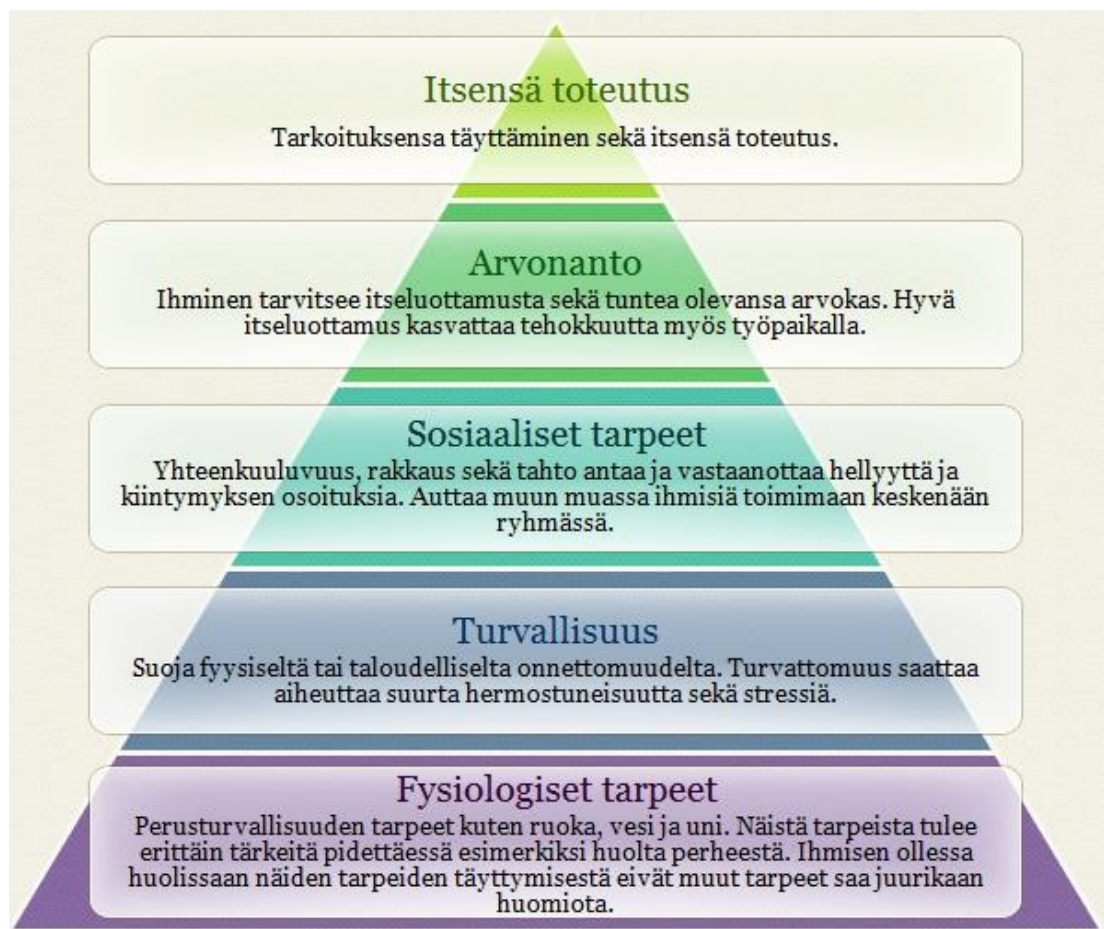 Itsensä toteutus
Tarkoituksensa täyttäminen sekä itsensä toteutus.
Arvonanto
Ihminen tarvitsee itseluottamusta sekä tuntea olevansa arvokas. Hyvä
itseluottamus kasvattaa tehokkuutta myös työpaikalla.
Sosiaaliset tarpeet
Yhteenkuuluvuus, rakkaus sekä tahto antaa ja vastaanottaa hellyyttä ja
kiintymyksen osoituksia. Auttaa muun muassa ihmisiä toimimaan keskenään
ryhmässä.
Turvallisuus
Suoja fyysiseltä tai taloudelliselta onnettomuudelta. Turvattomuus saattaa
aiheuttaa suurta hermostuneisuutta sekä stressiä.
Fysiologiset tarpeet
Perusturvallisuuden tarpeet kuten ruoka, vesi ja uni. Näistä tarpeista tulee
erittäin tärkeitä pidettäessä esimerkiksi huolta perheestä. Ihmisen ollessa
huolissaan näiden tarpeiden täyttymisestä eivät muut tarpeet saa juurikaan
huomiota.